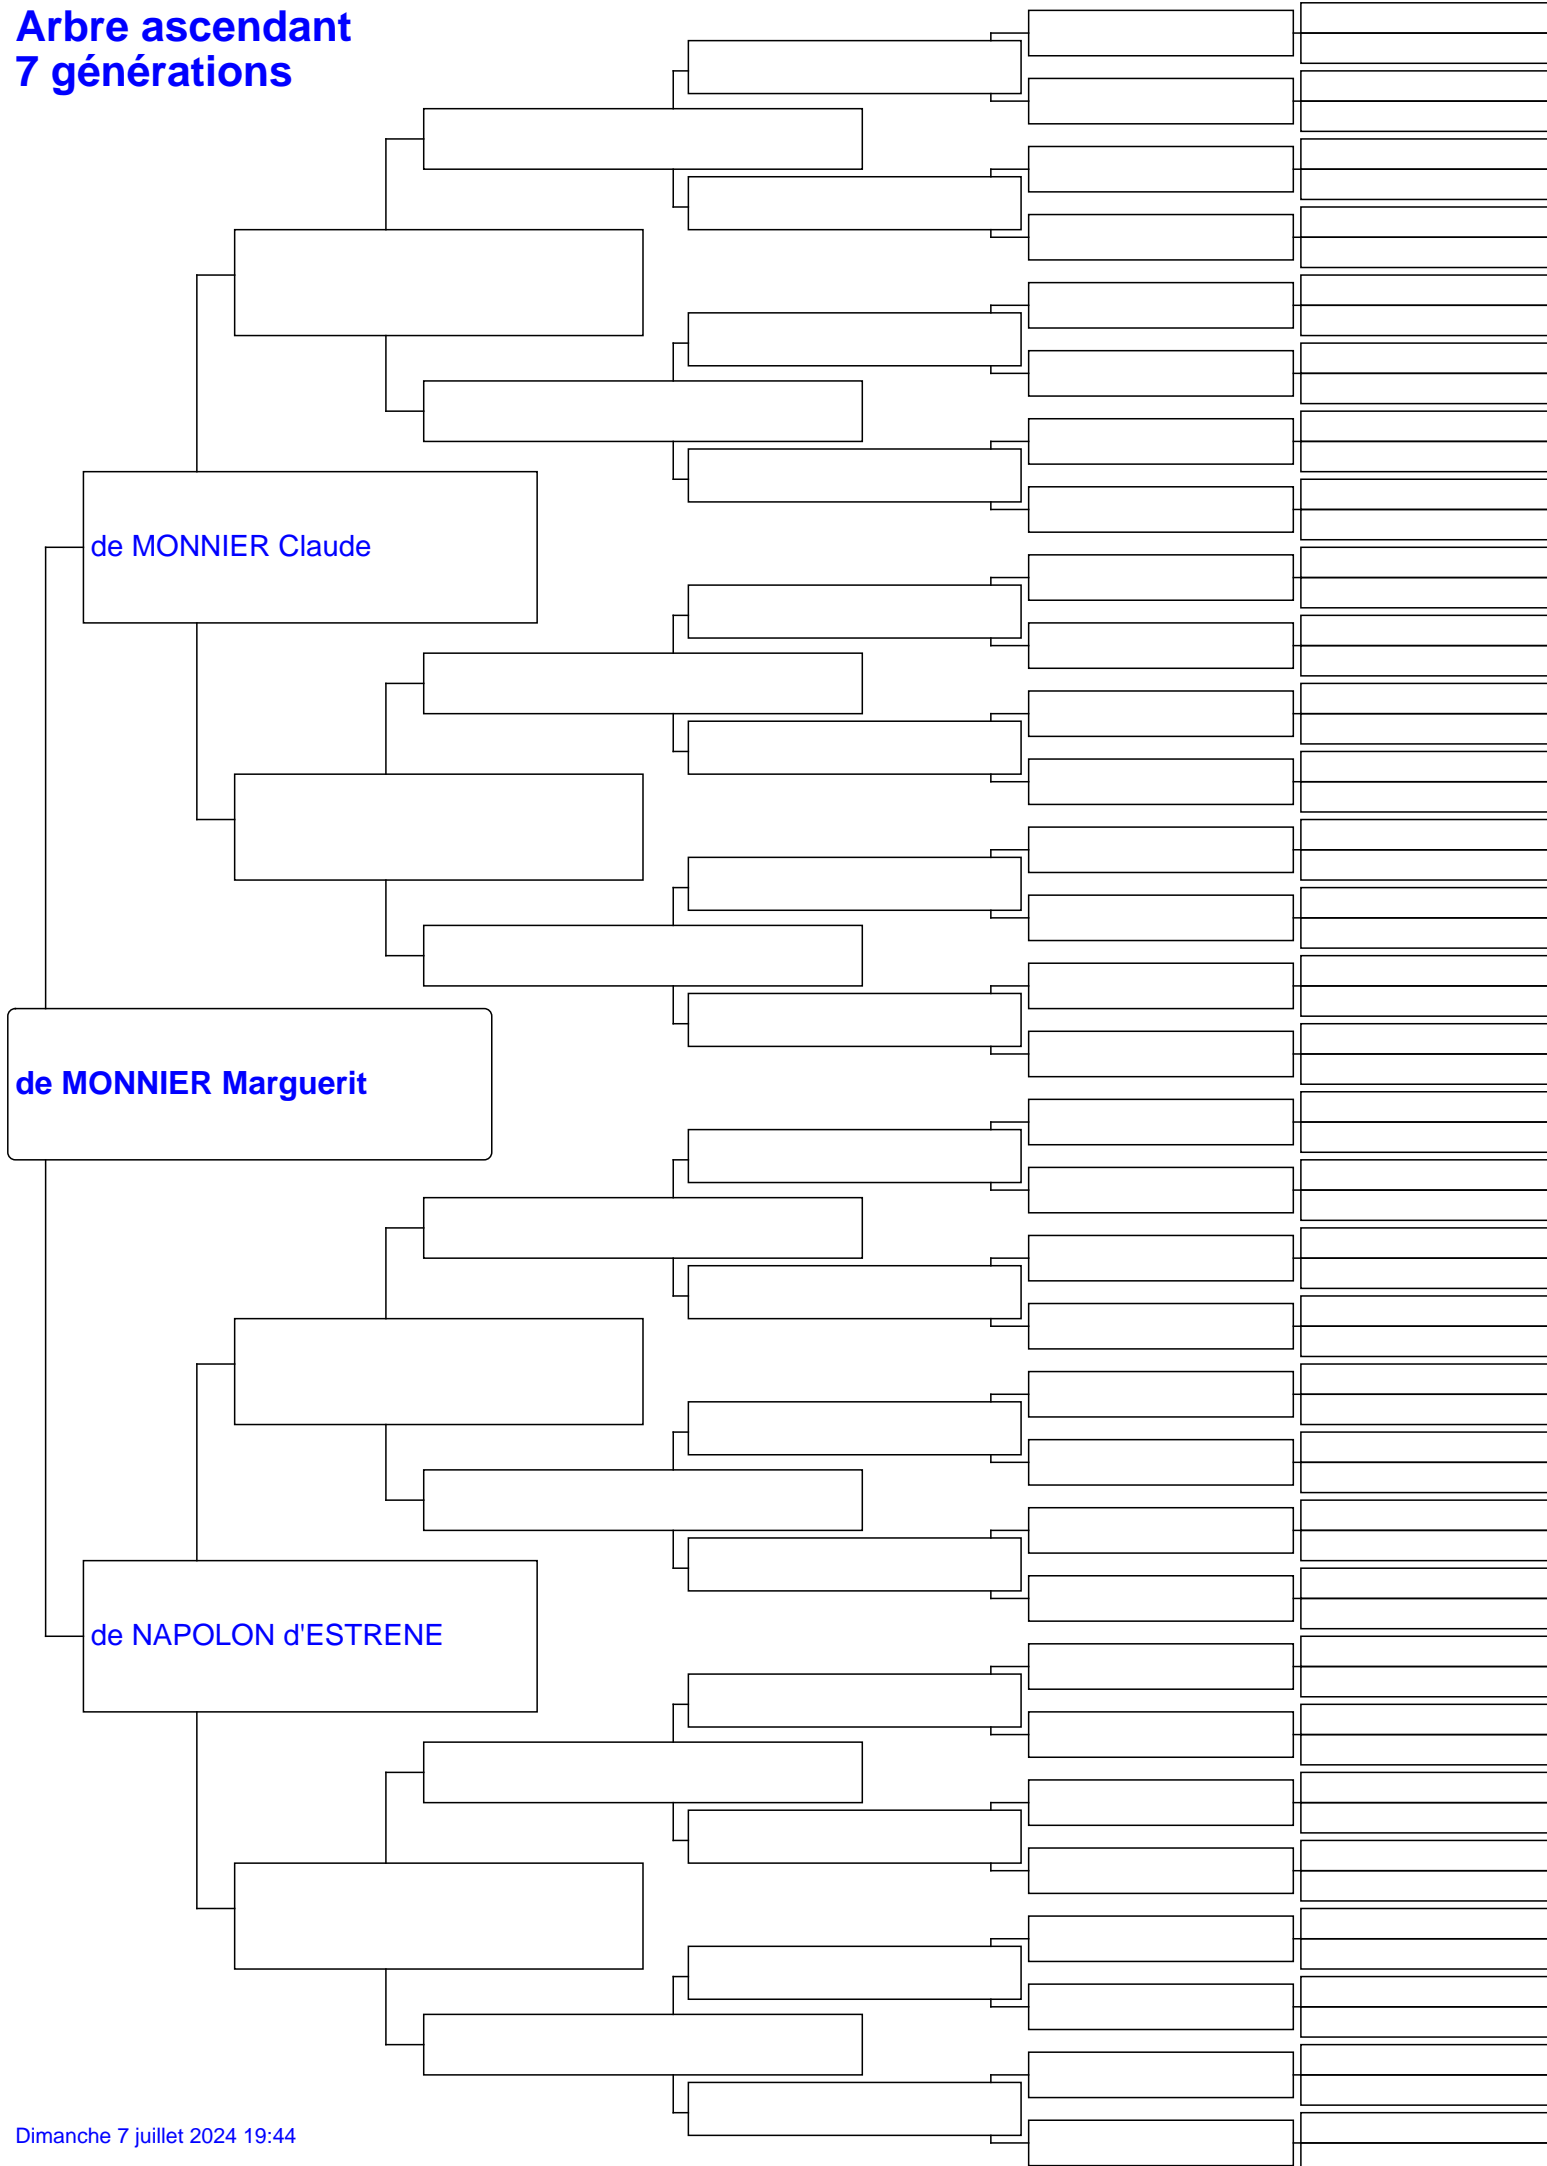 Arbre ascendant
7 générations
de MONNIER Claude
de MONNIER Marguerit
de NAPOLON d'ESTRENE
Dimanche 7 juillet 2024 19:44